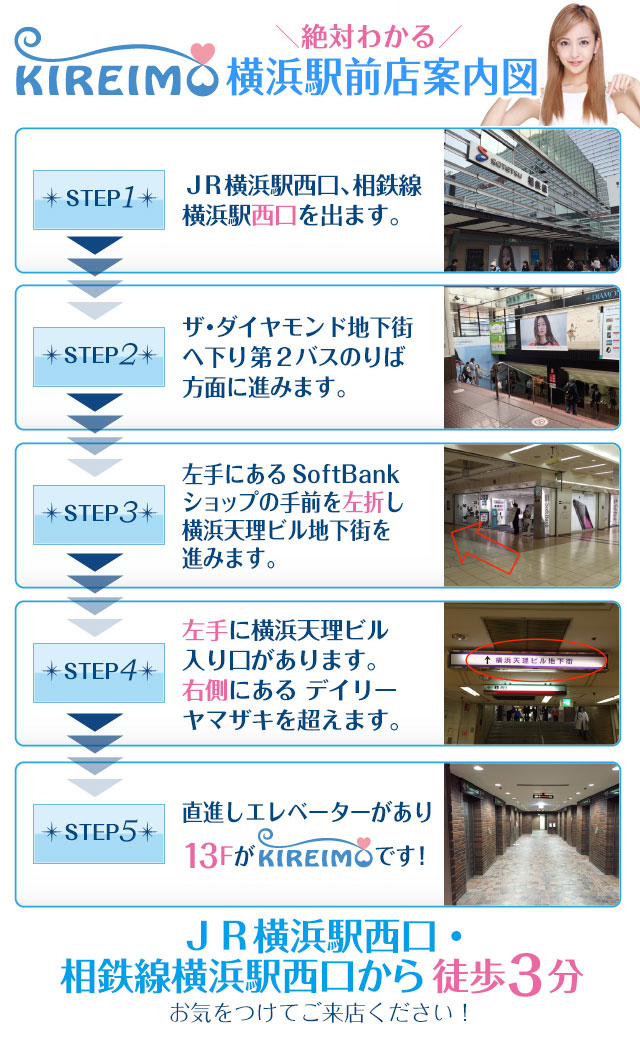 ＼絶対わかる／
KIREIMO 横浜駅前店案内図
STEP1
ＪＲ横浜駅西口、相鉄線
横浜駅西口を出ます。
SOTETSU 相鉄線
STEP2
ザ・ダイヤモンド地下街
へ下り第２バスのりば
方面に進みます。
DIAMO
STEP3
左手にある SoftBank
ショップの手前を左折し
横浜天理ビル地下街を
進みます。
STEP4
左手に横浜天理ビル
入り口があります。
右側にある デイリー
ヤマザキを超えます。
↑ 横浜天理ビル地下街
STEP5
直進しエレベーターがあり
13FがKIREIMOです！
ＪＲ横浜駅西口・
相鉄線横浜駅西口から 徒歩3分
お気をつけてご来店ください！